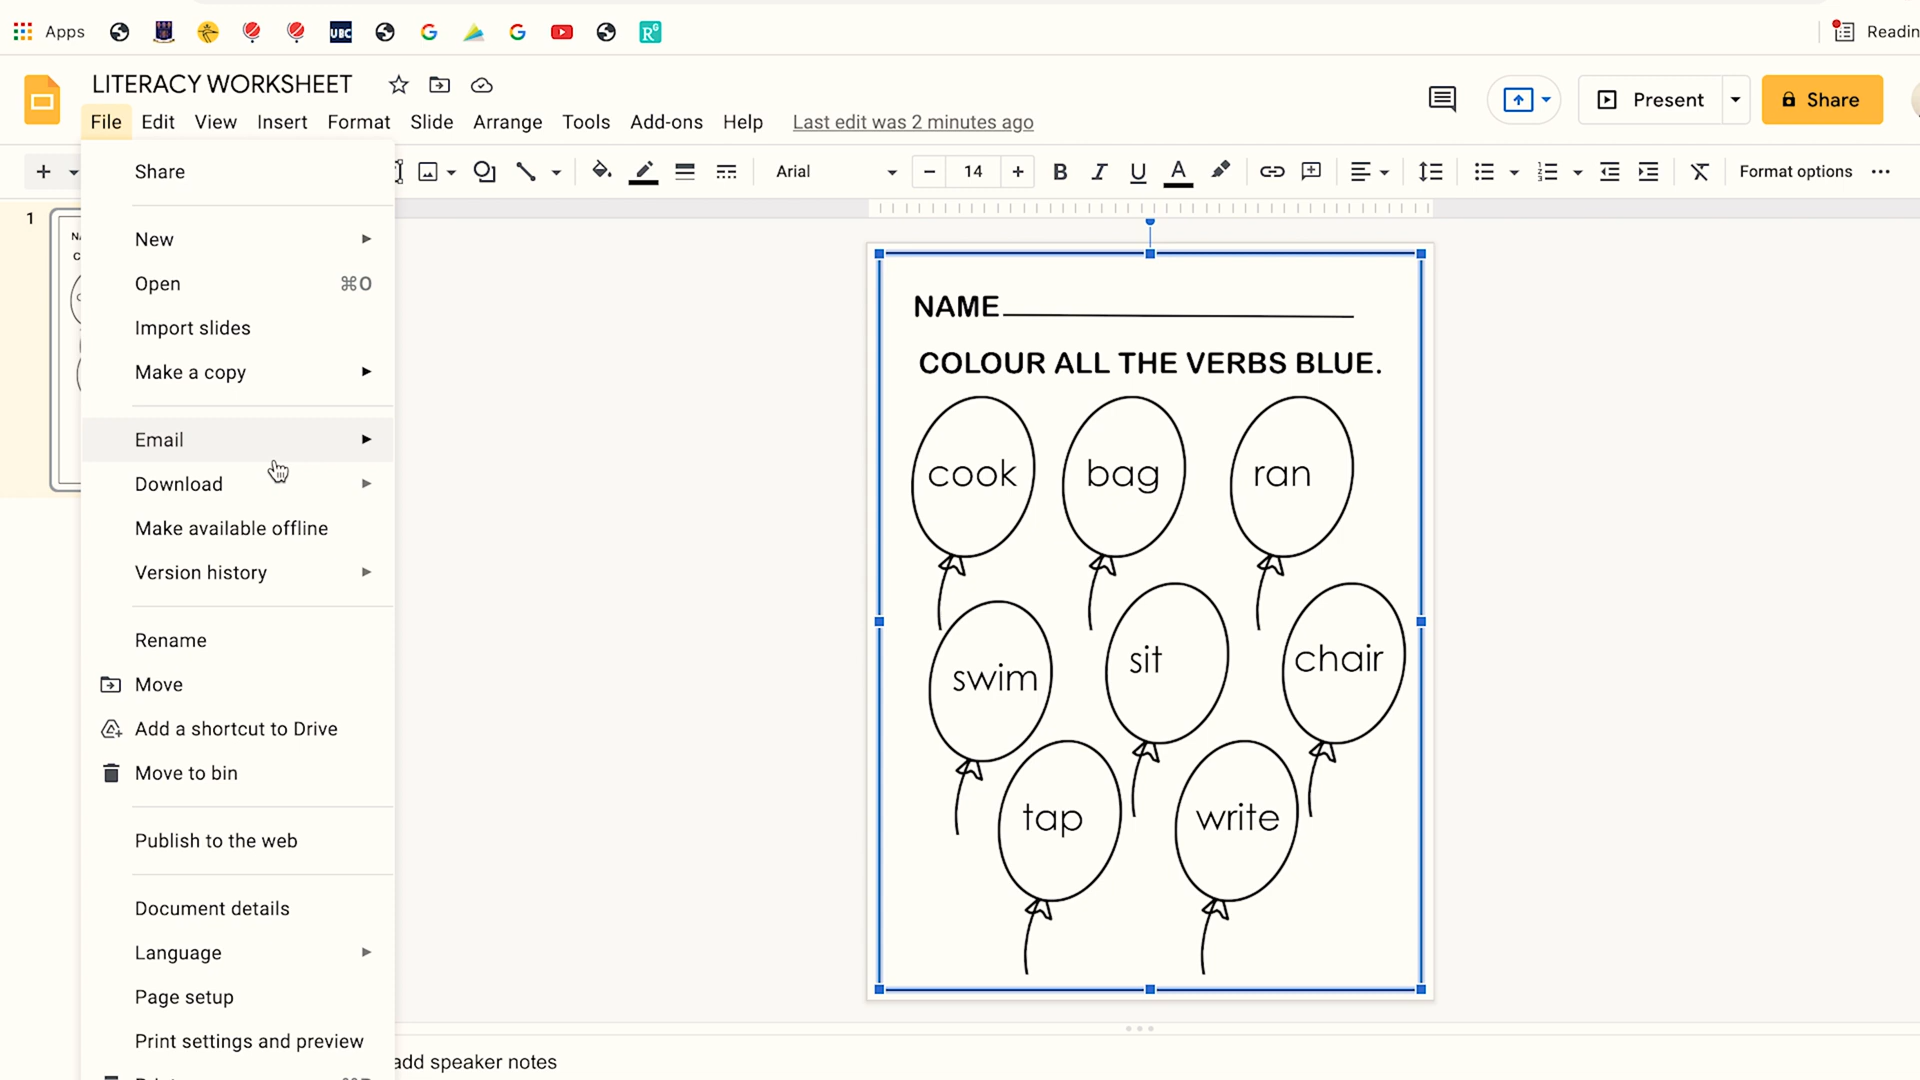 Apps
UBC
R
G
Readin
LITERACY WORKSHEET
File Edit View Insert Format Slide Arrange Tools Add-ons Help Last edit was 2 minutes ago
Present
Share
Arial
14
B I U A
Format options
1
Share
New
Open ⌘O
Import slides
Make a copy
Email
Download
Make available offline
Version history
Rename
Move
Add a shortcut to Drive
Move to bin
Publish to the web
Document details
Language
Page setup
Print settings and preview
NAME
COLOUR ALL THE VERBS BLUE.
cook bag ran
swim sit chair
tap write
add speaker notes